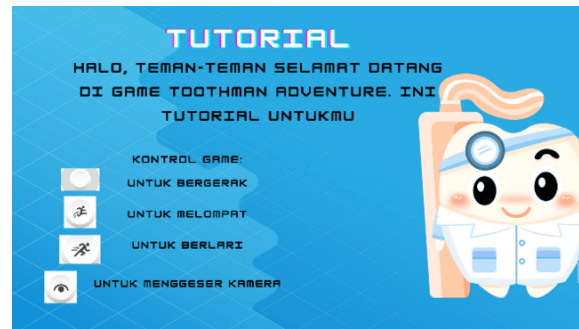 TUTORIAL
HALO, TEMAN-TEMAN SELAMAT DATANG
DI GAME TOOTHMAN ADVENTURE. INI
TUTORIAL UNTUKMU
KONTROL GAME:
UNTUK BERGERAK
UNTUK MELOMPAT
UNTUK BERLARI
UNTUK MENGGESER KAMERA